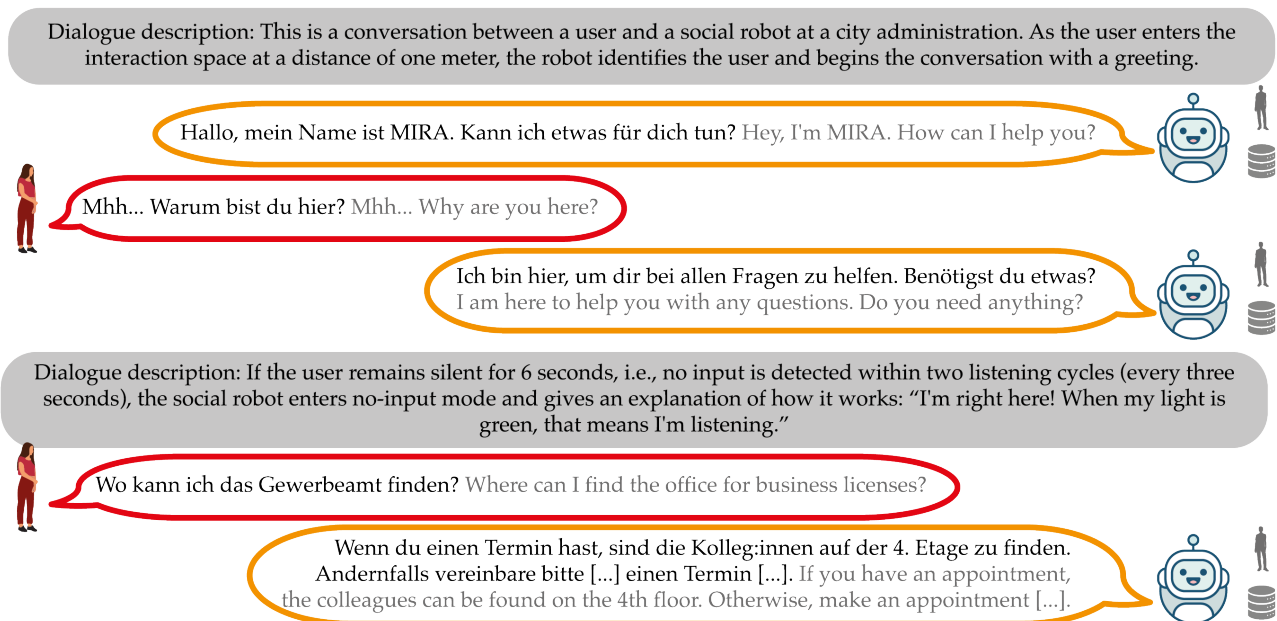 Dialogue description: This is a conversation between a user and a social robot at a city administration. As the user enters the
interaction space at a distance of one meter, the robot identifies the user and begins the conversation with a greeting.
Hallo, mein Name ist MIRA. Kann ich etwas für dich tun? Hey, I'm MIRA. How can I help you?
Mhh... Warum bist du hier? Mhh... Why are you here?
Ich bin hier, um dir bei allen Fragen zu helfen. Benötigst du etwas?
I am here to help you with any questions. Do you need anything?
Dialogue description: If the user remains silent for 6 seconds, i.e., no input is detected within two listening cycles (every three
seconds), the social robot enters no-input mode and gives an explanation of how it works: “I'm right here! When my light is
green, that means I'm listening.”
Wo kann ich das Gewerbeamt finden? Where can I find the office for business licenses?
Wenn du einen Termin hast, sind die Kolleg:innen auf der 4. Etage zu finden.
Andernfalls vereinbare bitte [...] einen Termin [...]. If you have an appointment,
the colleagues can be found on the 4th floor. Otherwise, make an appointment [...].